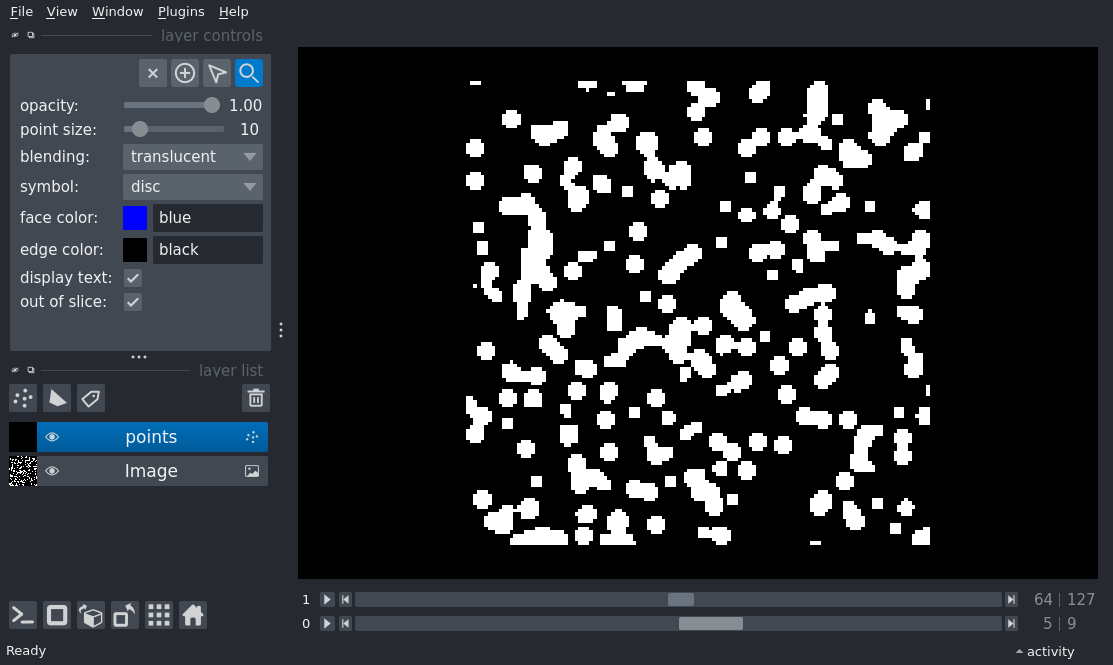 File View Window Plugins Help
layer controls
opacity: 1.00
point size: 10
blending: translucent
symbol: disc
face color: blue
edge color: black
display text:
out of slice:
layer list
points
Image
1 64 | 127
0 5 | 9
Ready activity